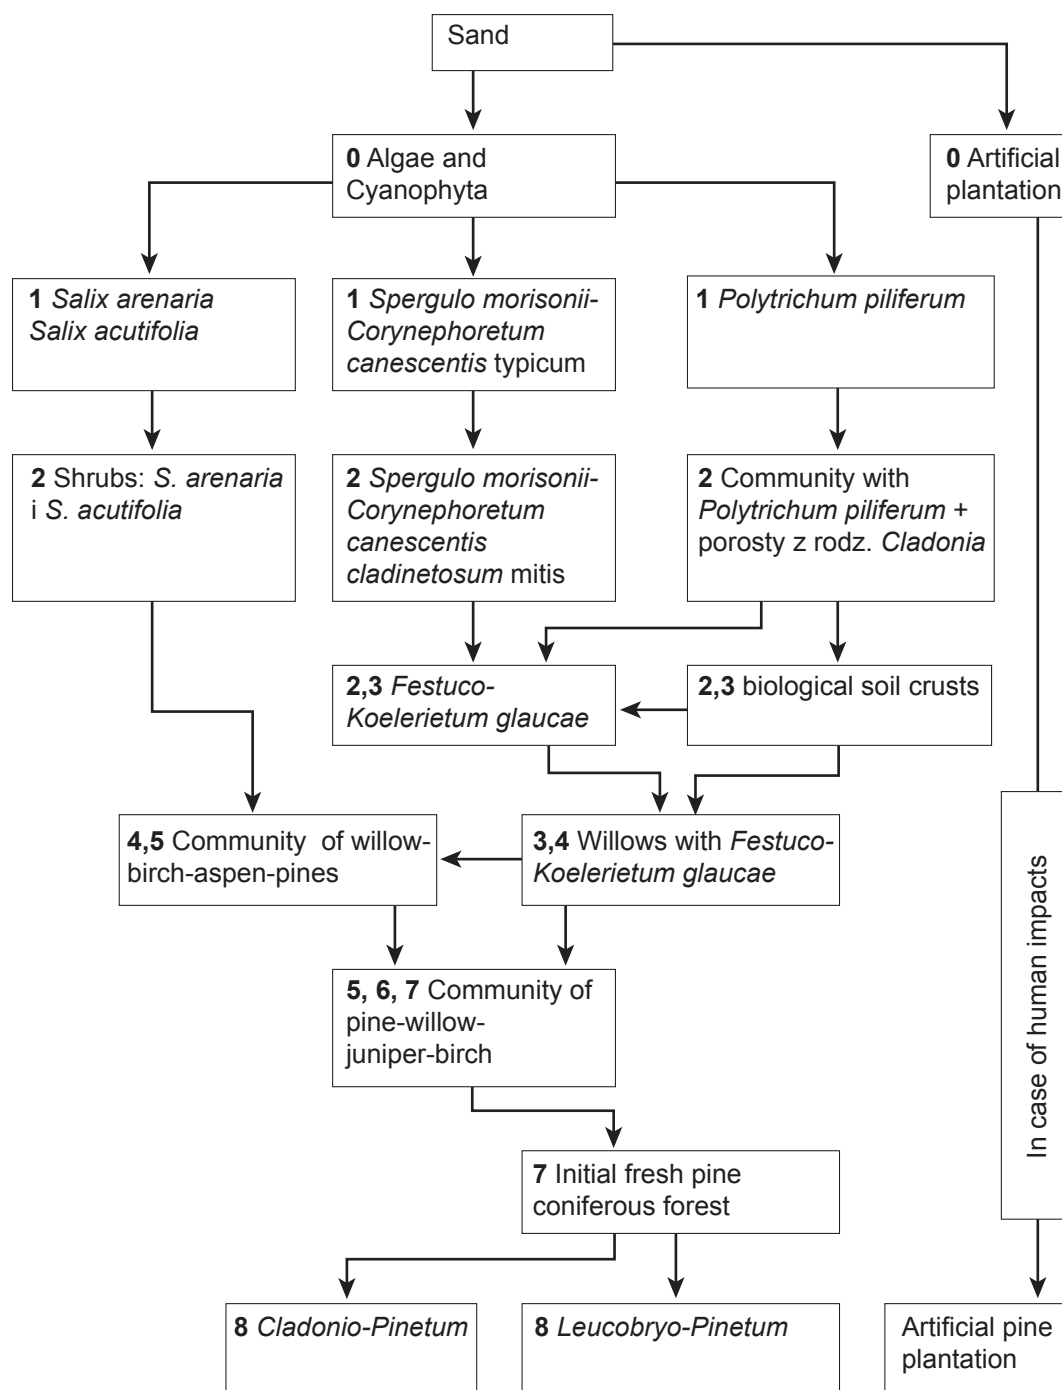 Sand
0 Algae and
Cyanophyta
0 Artificial
plantation
1 Salix arenaria
Salix acutifolia
1 Spergulo morisonii-
Corynephoretum
canescentis typicum
1 Polytrichum piliferum
2 Shrubs: S. arenaria
i S. acutifolia
2 Spergulo morisonii-
Corynephoretum
canescentis
cladinetosum mitis
2 Community with
Polytrichum piliferum +
porosty z rodz. Cladonia
2,3 Festuco-
Koelerietum glaucae
2,3 biological soil crusts
4,5 Community of willow-
birch-aspen-pines
3,4 Willows with Festuco-
Koelerietum glaucae
In case of human impacts
5, 6, 7 Community of
pine-willow-
juniper-birch
7 Initial fresh pine
coniferous forest
8 Cladonio-Pinetum
8 Leucobryo-Pinetum
Artificial pine
plantation